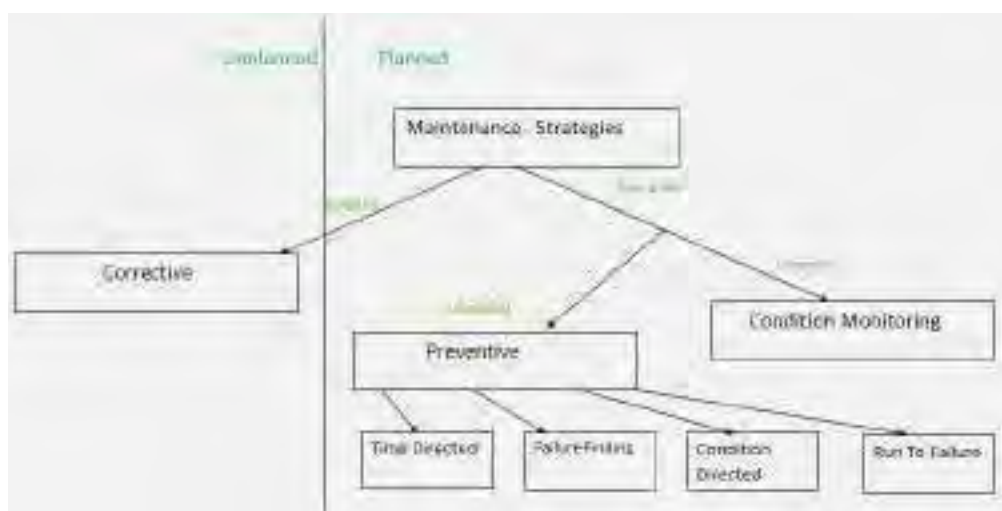 Unplanned Planned
Maintenance Strategies
Corrective
Condition Monitoring
Preventive
Time Directed
Failure Finding
Condition
Directed
Run To Failure